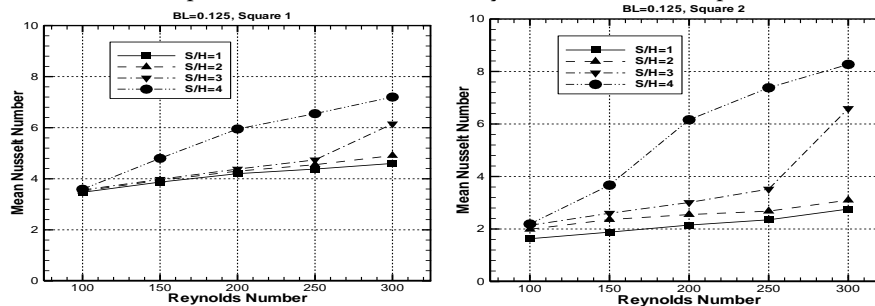 BL=0.125, Square 1
10
8
6
4
2
0
Mean Nusselt Number
S/H=1
S/H=2
S/H=3
S/H=4
100
150
200
250
300
Reynolds Number
BL=0.125, Square 2
10
8
6
4
2
0
Mean Nusselt Number
S/H=1
S/H=2
S/H=3
S/H=4
100
150
200
250
300
Reynolds Number